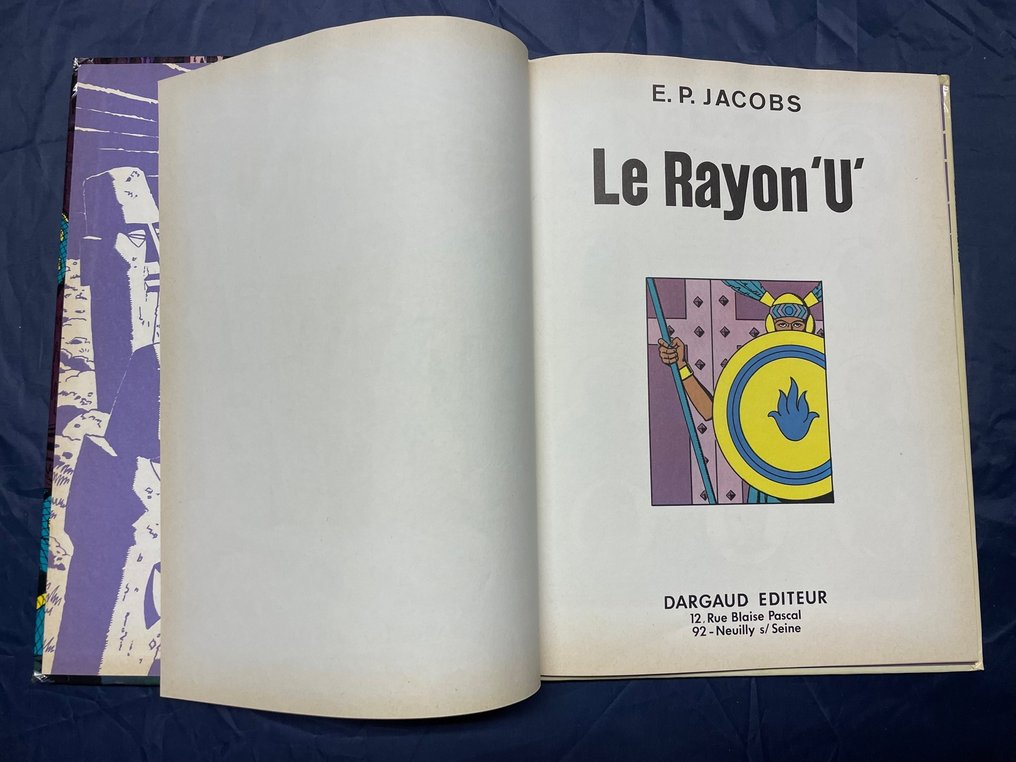 E. P. JACOBS
Le Rayon 'U'
DARGAUD EDITEUR
12, Rue Blaise Pascal
92 - Neuilly s/ Seine